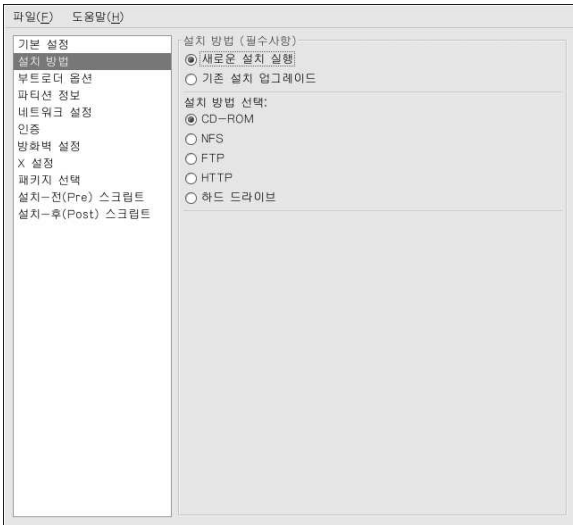 파일(F) 도움말(H)
기본 설정
설치 방법
부트로더 옵션
파티션 정보
네트워크 설정
인증
방화벽 설정
X 설정
패키지 선택
설치-전(Pre) 스크립트
설치-후(Post) 스크립트
설치 방법 (필수사항)
새로운 설치 실행
기존 설치 업그레이드
설치 방법 선택:
CD-ROM
NFS
FTP
HTTP
하드 드라이브